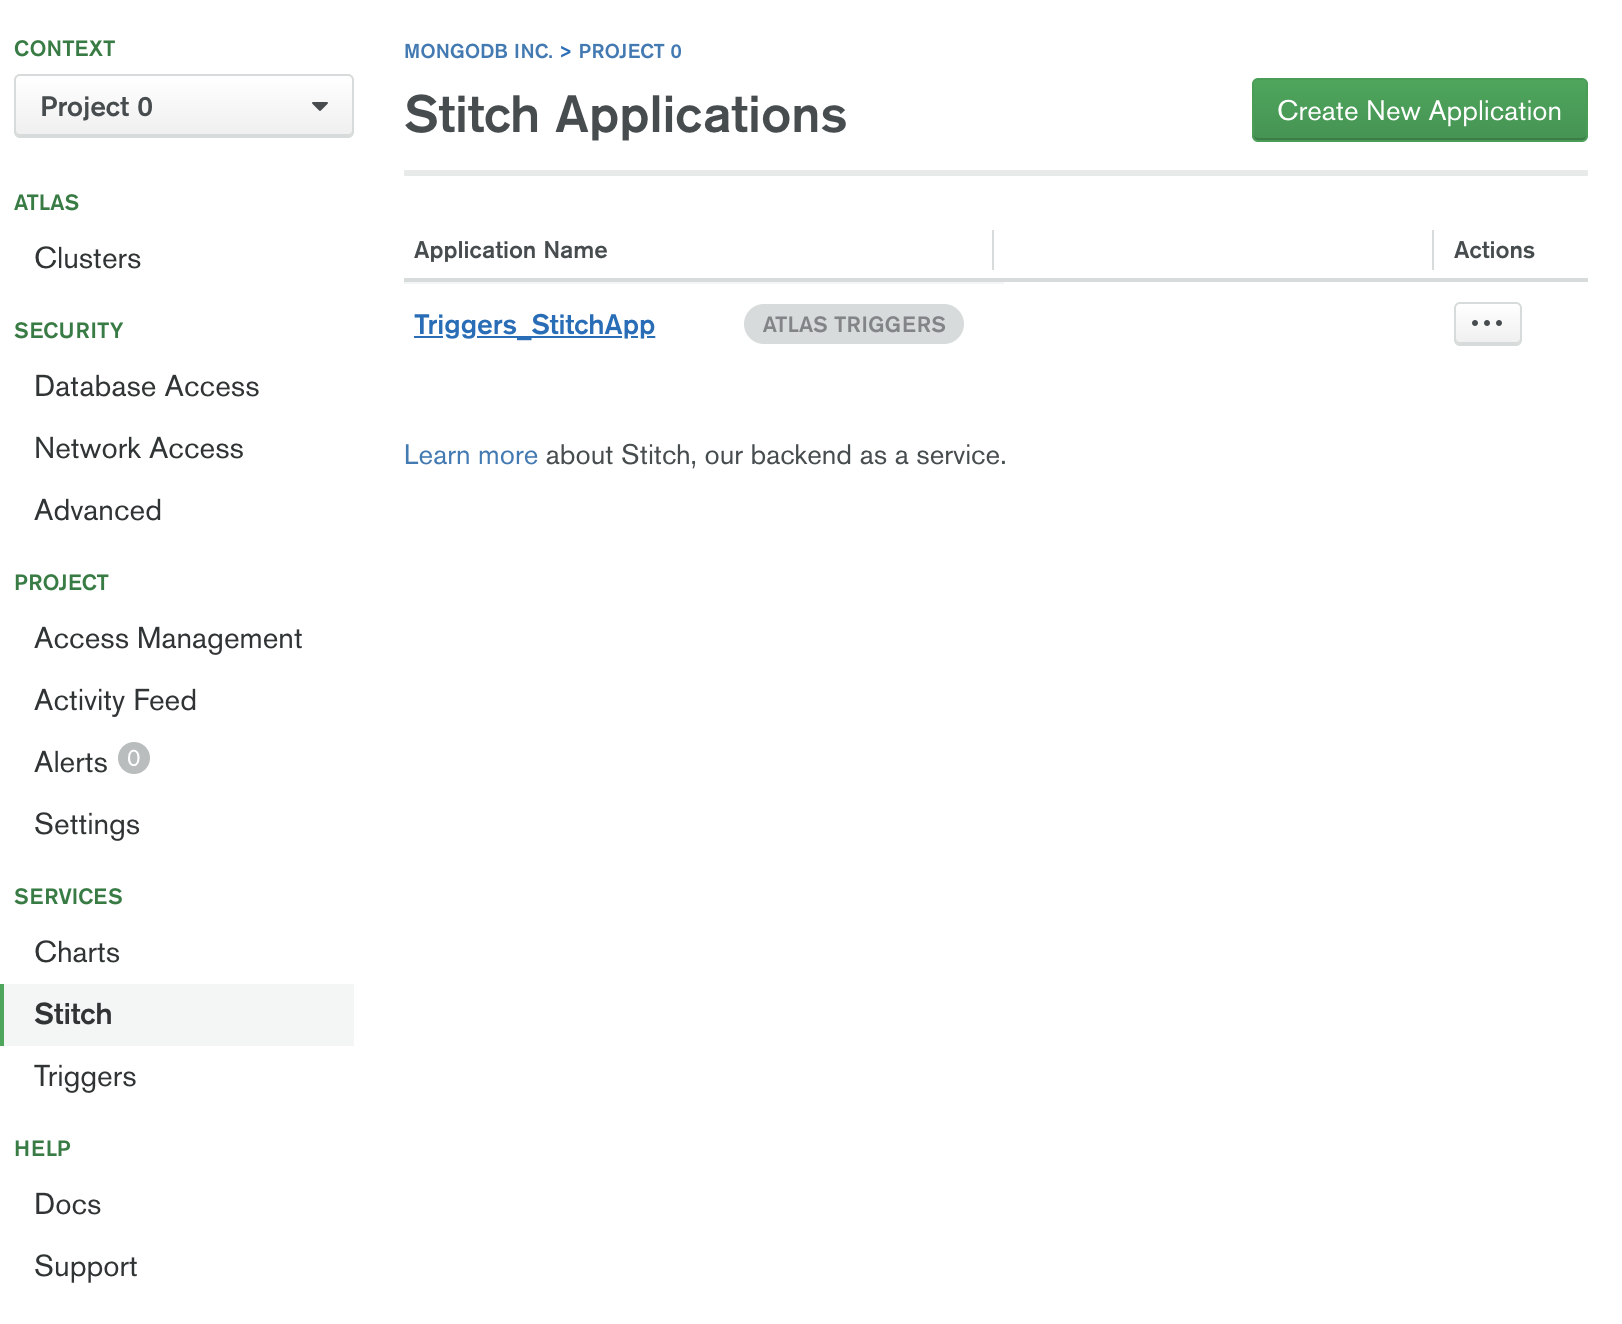 CONTEXT
Project 0
ATLAS
Clusters
SECURITY
Database Access
Network Access
Advanced
PROJECT
Access Management
Activity Feed
Alerts 0
Settings
SERVICES
Charts
Stitch
Triggers
HELP
Docs
Support
MONGODB INC. > PROJECT 0
Stitch Applications
Create New Application
Application Name
Actions
Triggers_StitchApp
ATLAS TRIGGERS
Learn more about Stitch, our backend as a service.